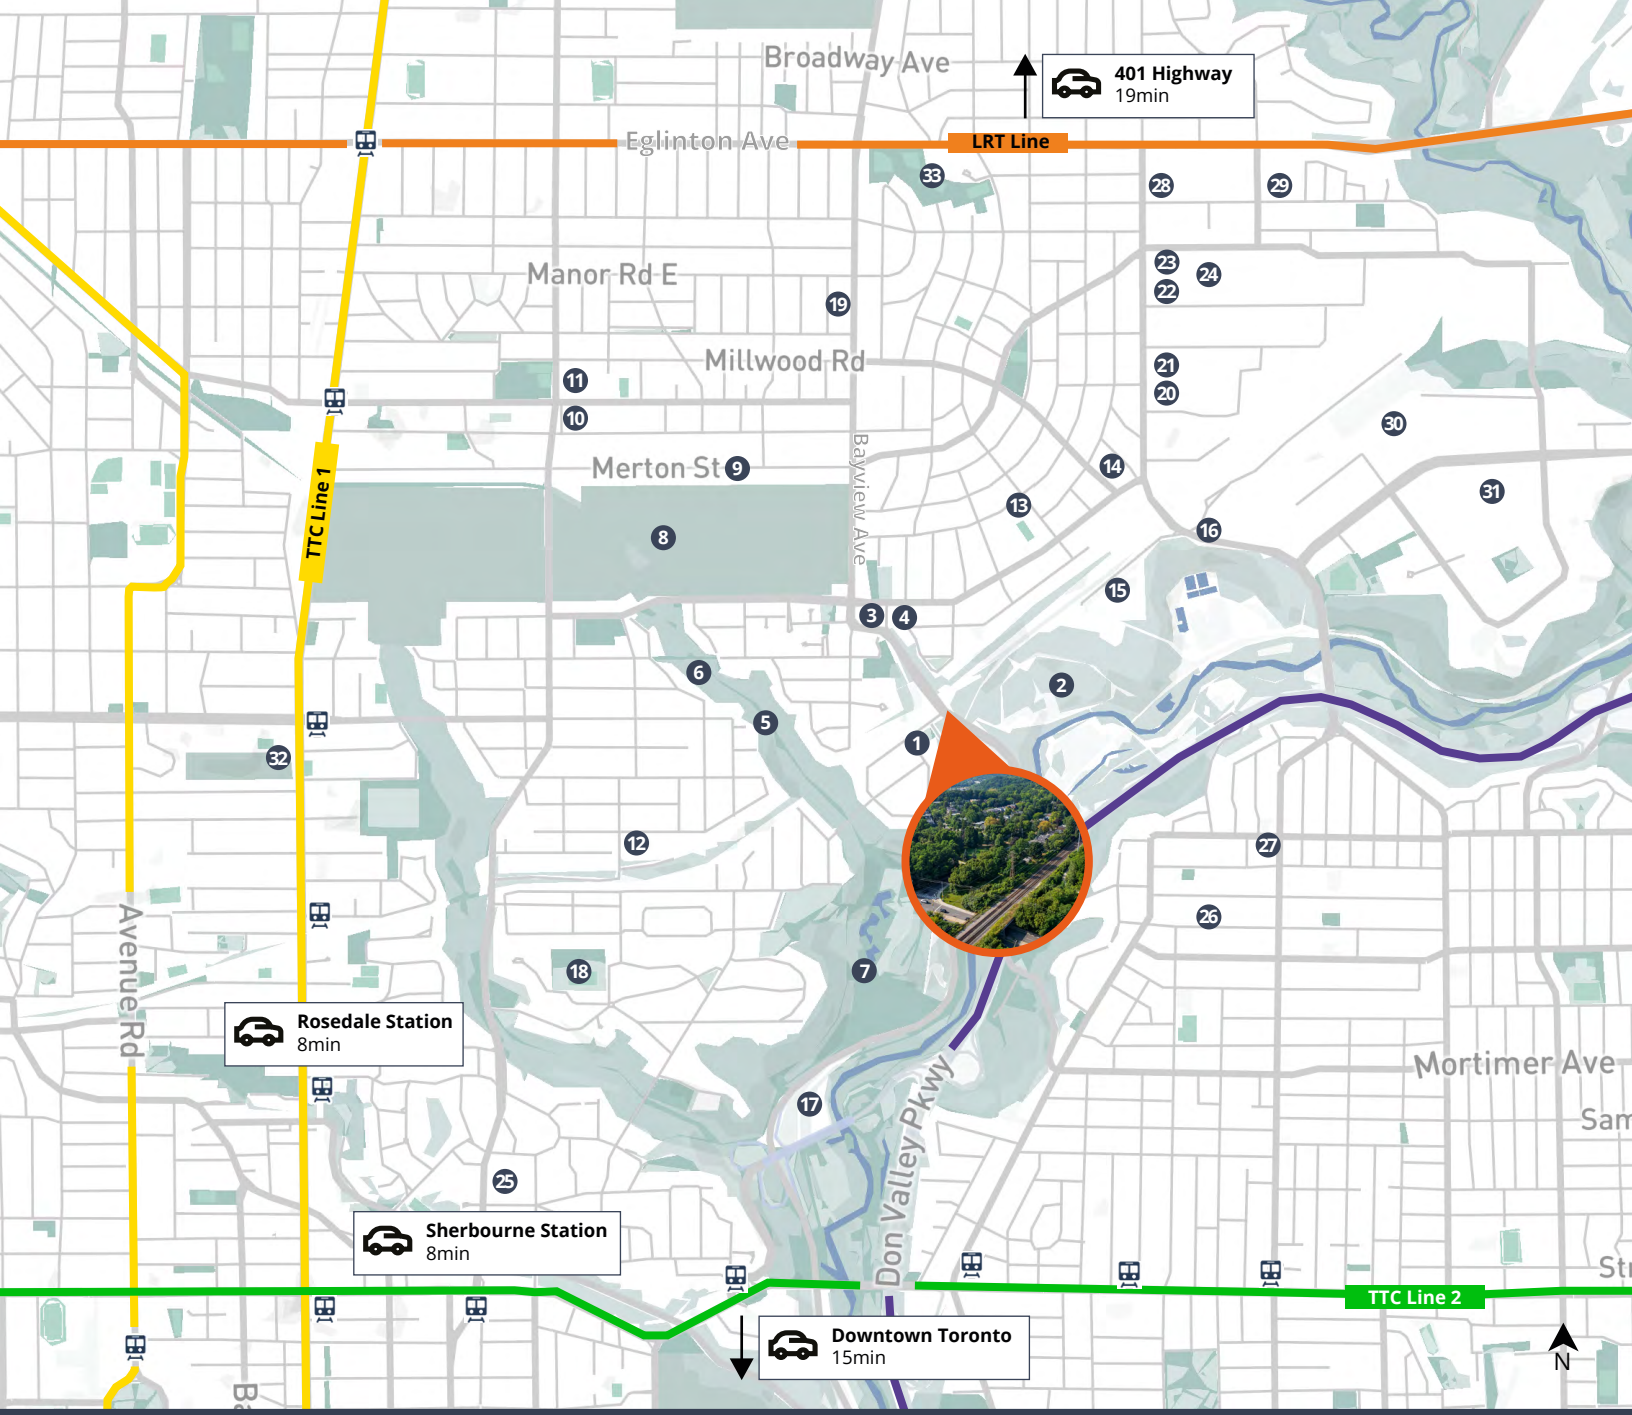 Broadway Ave
401 Highway
19min
Eglinton Ave
LRT Line
33
28
29
Manor Rd E
23
24
22
19
Millwood Rd
21
20
11
10
30
Bayview Ave
Merton St
9
14
31
13
TTC Line 1
8
16
15
3
4
6
2
5
1
32
12
27
26
Avenue Rd
18
7
Rosedale Station
8min
Mortimer Ave
17
Sam
Don Valley Pkwy
25
Sherbourne Station
8min
Str
TTC Line 2
Downtown Toronto
15min
N
Ba